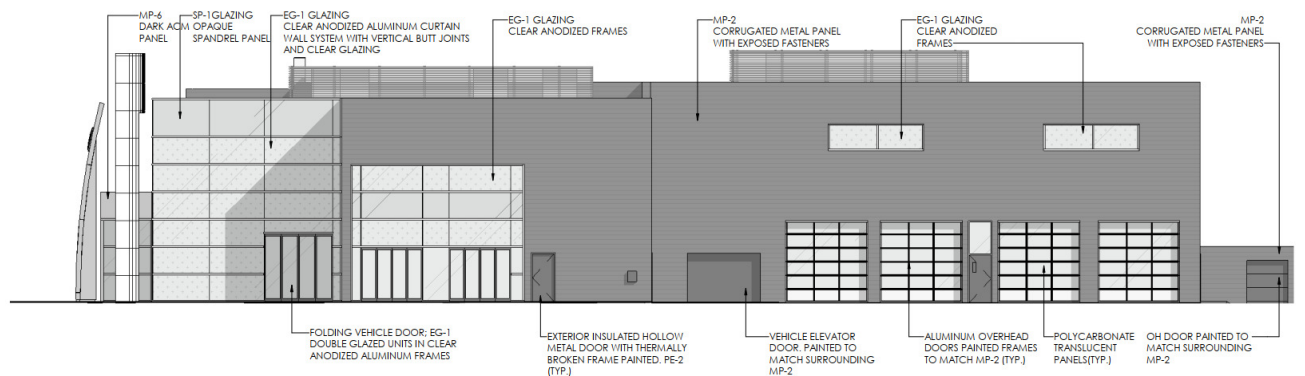 MP-6
DARK ACM
PANEL
SP-1GLAZING
OPAQUE
SPANDREL PANEL
EG-1 GLAZING
CLEAR ANODIZED ALUMINUM CURTAIN
WALL SYSTEM WITH VERTICAL BUTT JOINTS
AND CLEAR GLAZING
EG-1 GLAZING
CLEAR ANODIZED FRAMES
MP-2
CORRUGATED METAL PANEL
WITH EXPOSED FASTENERS
EG-1 GLAZING
CLEAR ANODIZED
FRAMES
MP-2
CORRUGATED METAL PANEL
WITH EXPOSED FASTENERS
FOLDING VEHICLE DOOR; EG-1
DOUBLE GLAZED UNITS IN CLEAR
ANODIZED ALUMINUM FRAMES
EXTERIOR INSULATED HOLLOW
METAL DOOR WITH THERMALLY
BROKEN FRAME PAINTED. PE-2
(TYP.)
VEHICLE ELEVATOR
DOOR. PAINTED TO
MATCH SURROUNDING
MP-2
ALUMINUM OVERHEAD
DOORS PAINTED FRAMES
TO MATCH MP-2 (TYP.)
POLYCARBONATE
TRANSLUCENT
PANELS(TYP.)
OH DOOR PAINTED TO
MATCH SURROUNDING
MP-2